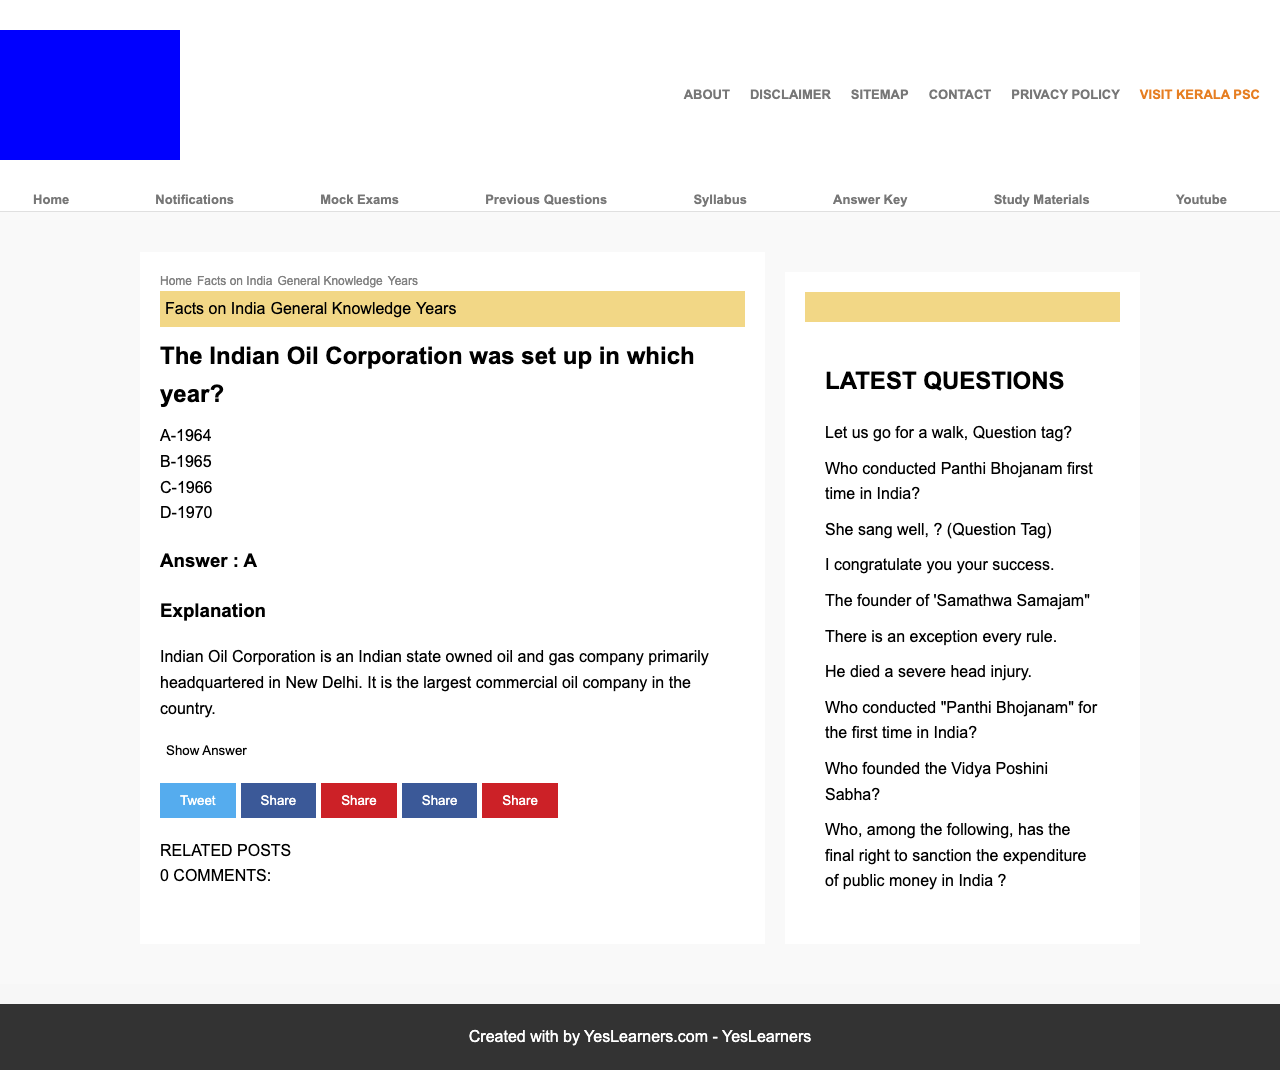 ABOUT DISCLAIMER SITEMAP CONTACT PRIVACY POLICY VISIT KERALA PSC
Home Notifications Mock Exams Previous Questions Syllabus Answer Key Study Materials Youtube
Home Facts on India General Knowledge Years
Facts on India General Knowledge Years
The Indian Oil Corporation was set up in which
year?
A-1964
B-1965
C-1966
D-1970
Answer : A
Explanation
Indian Oil Corporation is an Indian state owned oil and gas company primarily
headquartered in New Delhi. It is the largest commercial oil company in the
country.
Show Answer
Tweet Share Share Share Share
RELATED POSTS
0 COMMENTS:
LATEST QUESTIONS
Let us go for a walk, Question tag?
Who conducted Panthi Bhojanam first
time in India?
She sang well, ? (Question Tag)
I congratulate you your success.
The founder of 'Samathwa Samajam"
There is an exception every rule.
He died a severe head injury.
Who conducted "Panthi Bhojanam" for
the first time in India?
Who founded the Vidya Poshini
Sabha?
Who, among the following, has the
final right to sanction the expenditure
of public money in India ?
Created with by YesLearners.com - YesLearners